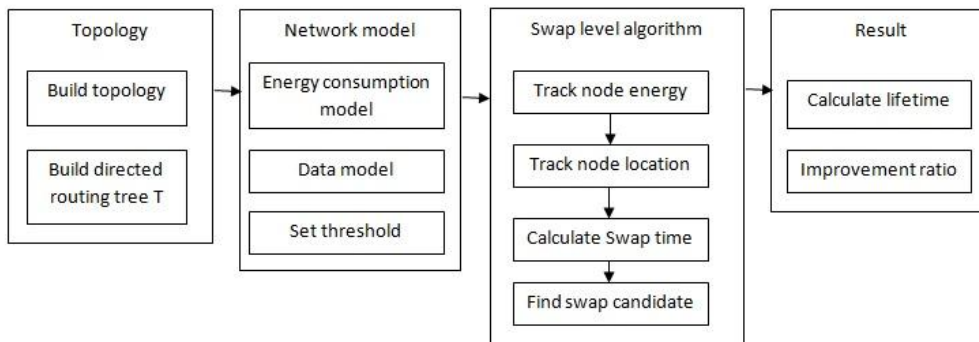 Topology
Build topology
Build directed
routing tree T
Network model
Energy consumption
model
Data model
Set threshold
Swap level algorithm
Track node energy
Track node location
Calculate Swap time
Find swap candidate
Result
Calculate lifetime
Improvement ratio